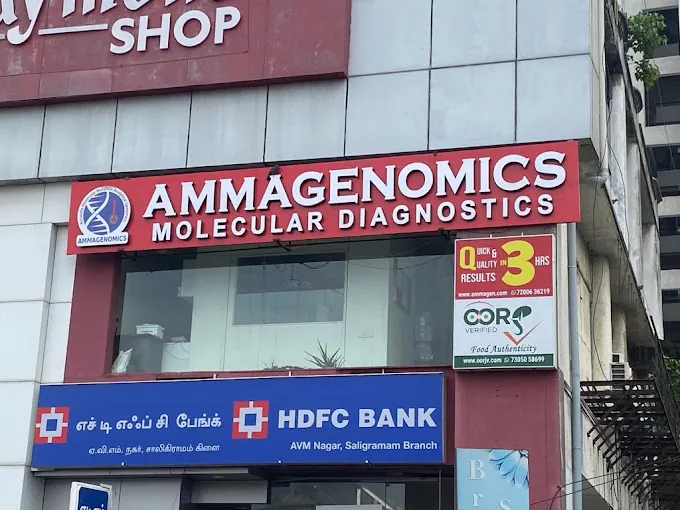 SHOP
AMMAGENOMICS
MOLECULAR DIAGNOSTICS
AMMAGENOMICS
QUICK &
QUALITY IN 3 HRS
RESULTS
www.ammagen.com 72006 36219
OORJV
VERIFIED
Food Authenticity
www.oorjv.com 73050 58699
எச் டி எஃப் சி பேங்க் HDFC BANK
ஏ.வி.எம். நகர், சாலிகிராமம் கிளை AVM Nagar, Saligramam Branch